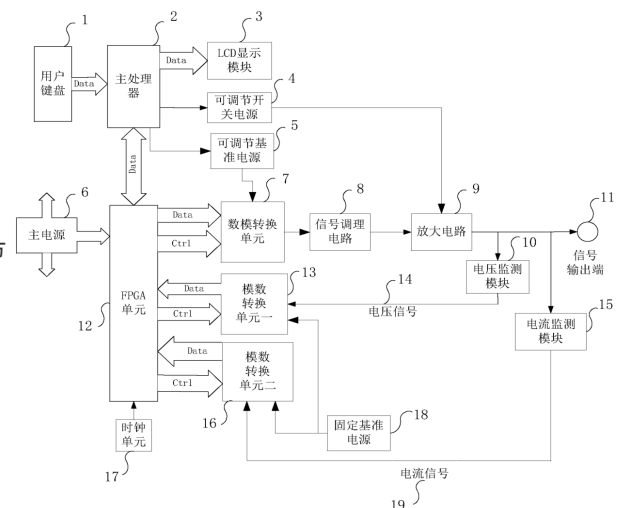 1
2
3
用户
键盘
Data
主处理
器
Data
LCD显示
模块
4
可调节开
关电源
5
可调节基
准电源
Data
6
主电源
7
8
9
11
Data
Ctrl
数模转换
单元
信号调理
电路
放大电路
10
信号
输出端
FPGA
单元
12
13
Data
Ctrl
模数
转换
单元一
14
电压信号
电压监测
模块
15
电流监测
模块
Data
Ctrl
模数
转换
单元二
16
时钟
单元
17
固定基准
电源
18
电流信号
19